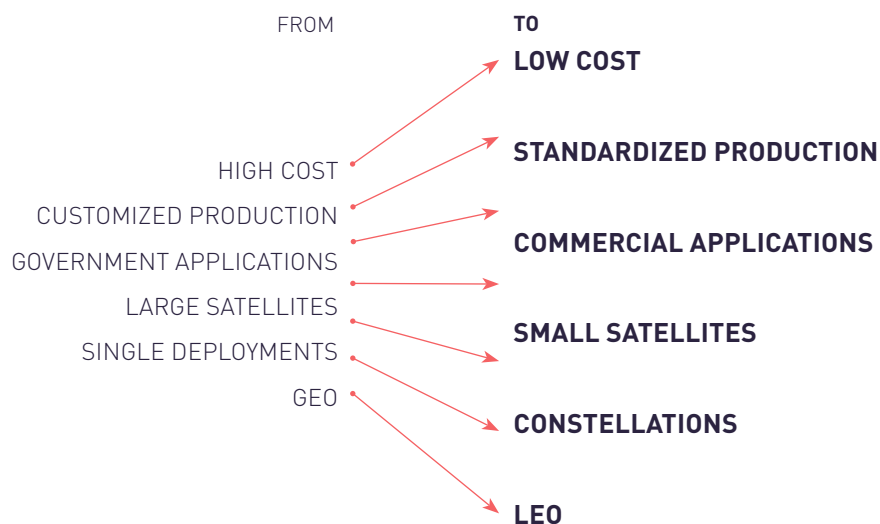 FROM
HIGH COST
CUSTOMIZED PRODUCTION
GOVERNMENT APPLICATIONS
LARGE SATELLITES
SINGLE DEPLOYMENTS
GEO
TO
LOW COST
STANDARDIZED PRODUCTION
COMMERCIAL APPLICATIONS
SMALL SATELLITES
CONSTELLATIONS
LEO